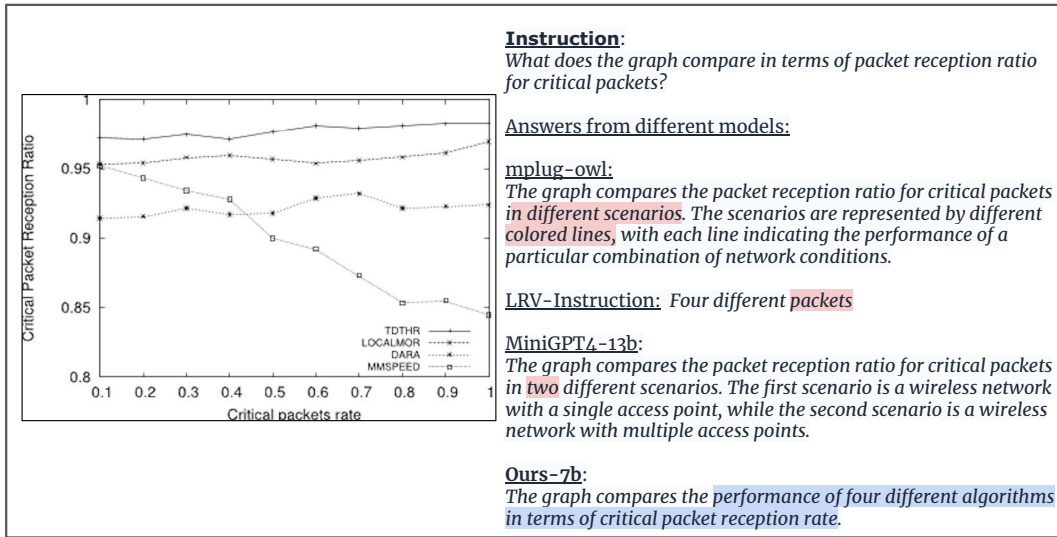 Instruction:
What does the graph compare in terms of packet reception ratio
for critical packets?
Answers from different models:
mplug-owl:
The graph compares the packet reception ratio for critical packets
in different scenarios. The scenarios are represented by different
colored lines, with each line indicating the performance of a
particular combination of network conditions.
LRV-Instruction: Four different packets
MiniGPT4-13b:
The graph compares the packet reception ratio for critical packets
in two different scenarios. The first scenario is a wireless network
with a single access point, while the second scenario is a wireless
network with multiple access points.
Ours-7b:
The graph compares the performance of four different algorithms
in terms of critical packet reception rate.
Critical Packet Reception Ratio
1
0.95
0.9
0.85
0.8
TDTHR
LOCALMOR
DARA
MMSPEED
0.1 0.2 0.3 0.4 0.5 0.6 0.7 0.8 0.9 1
Critical packets rate